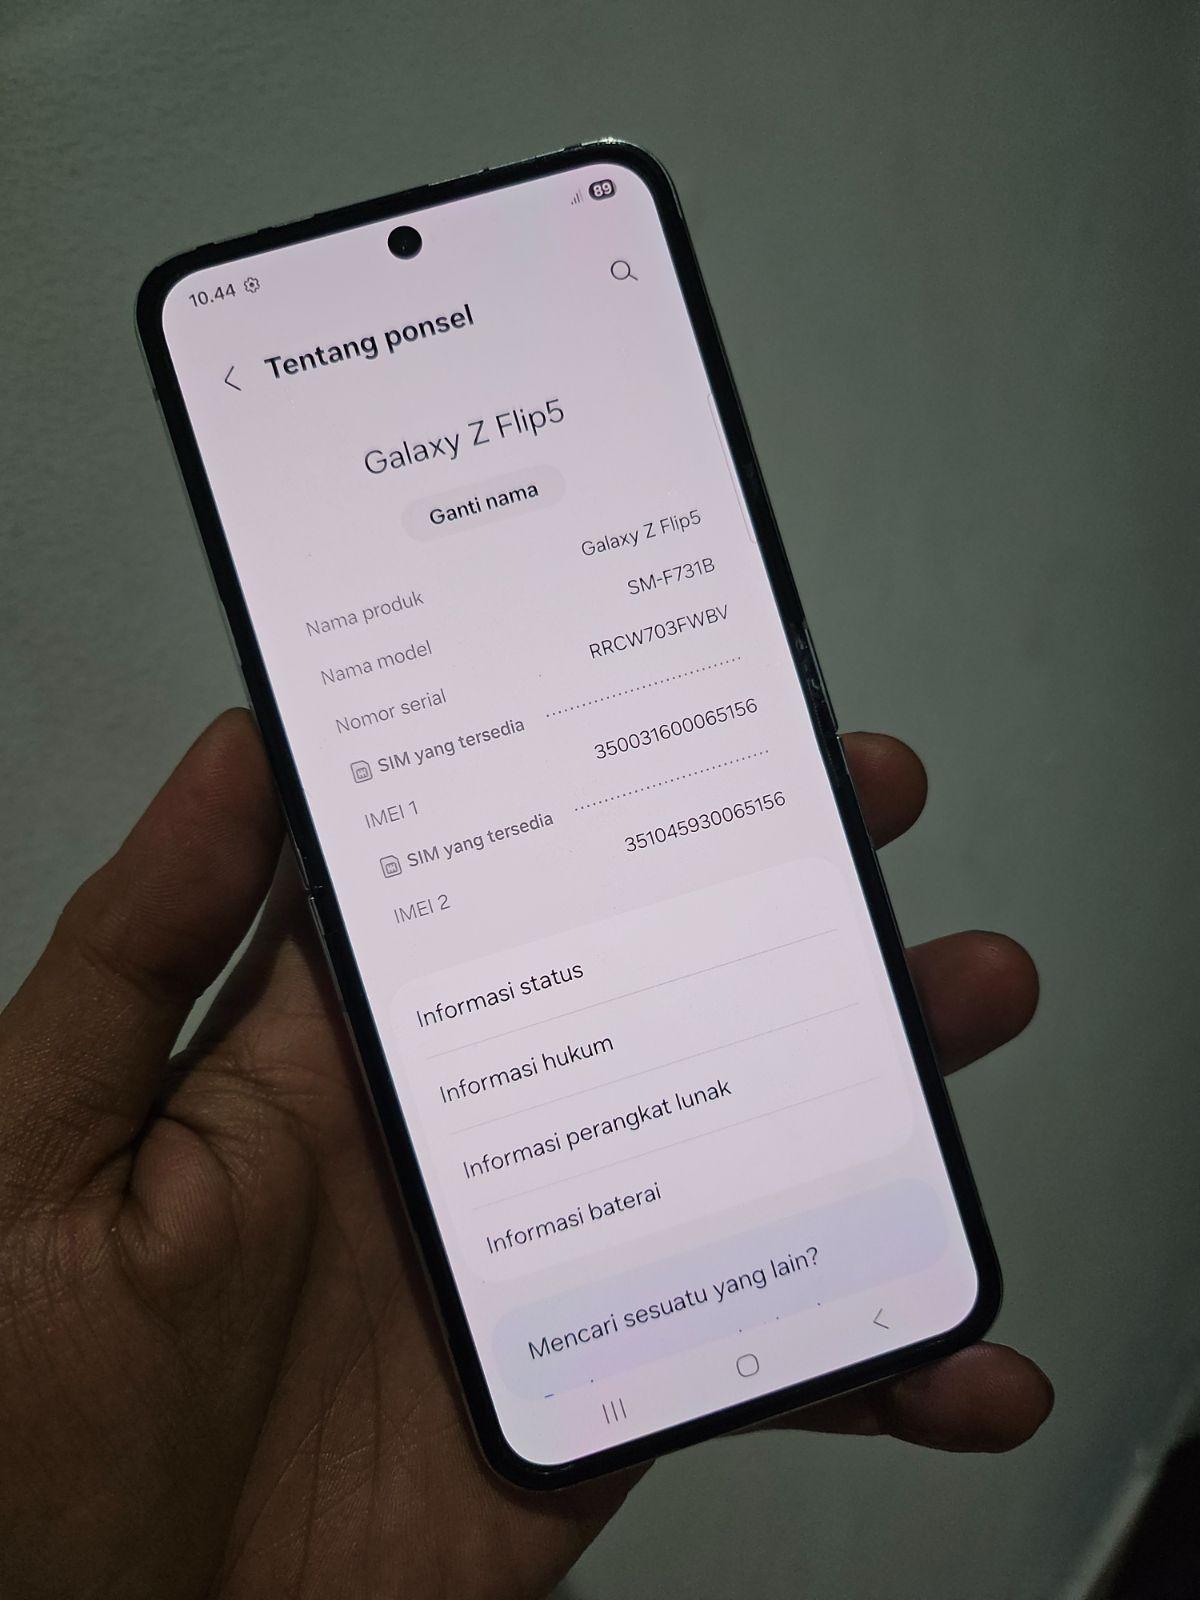 10.44
89
Tentang ponsel
Galaxy Z Flip5
Ganti nama
Nama produk Galaxy Z Flip5
Nama model SM-F731B
Nomor serial RRCW703FWBV
SIM yang tersedia
IMEI 1 350031600065156
SIM yang tersedia
IMEI 2 351045930065156
Informasi status
Informasi hukum
Informasi perangkat lunak
Informasi baterai
Mencari sesuatu yang lain?